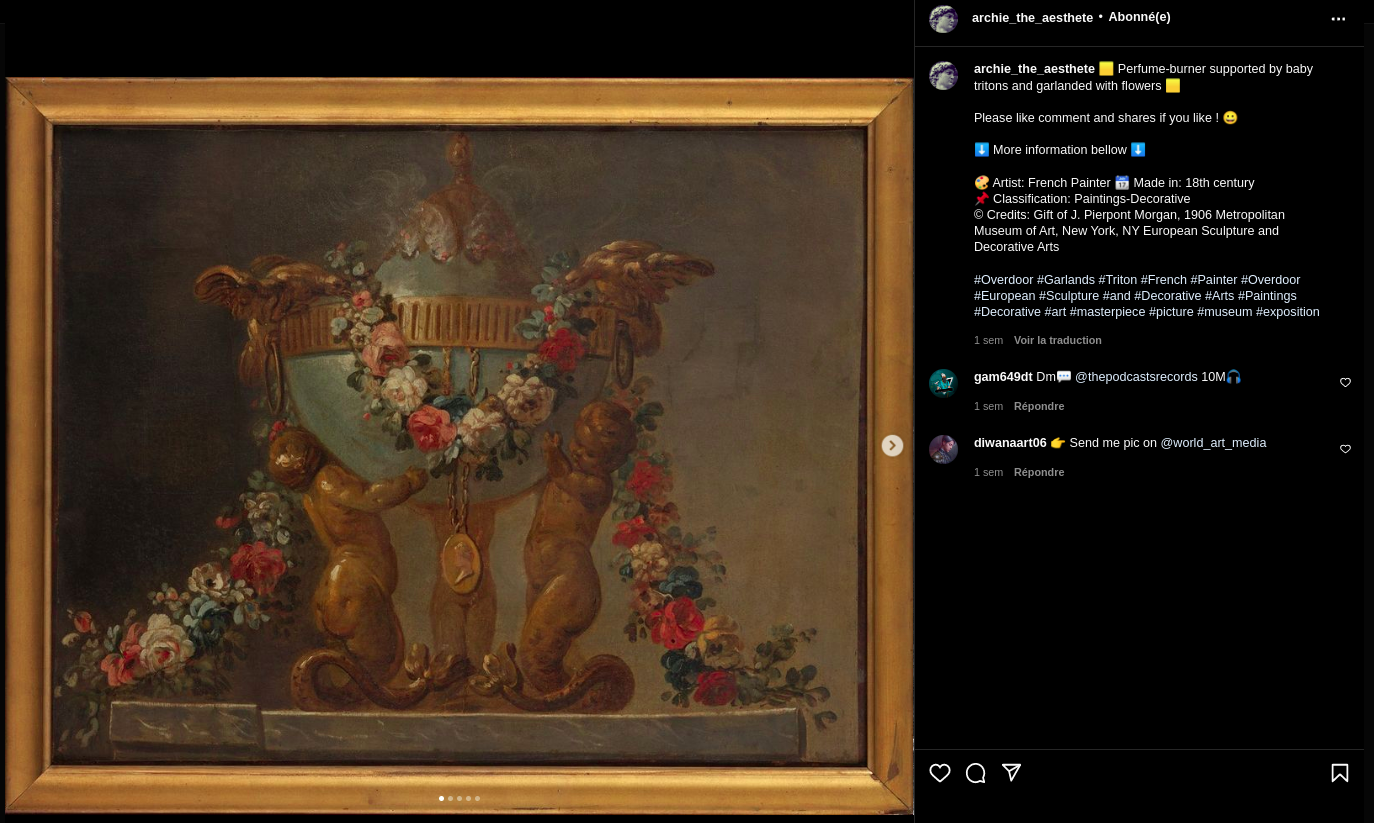 archie_the_aesthete • Abonné(e)
archie_the_aesthete 🟨 Perfume-burner supported by baby
tritons and garlanded with flowers 🟨
Please like comment and shares if you like ! 😀
⬇️ More information bellow ⬇️
🎨 Artist: French Painter 📆 Made in: 18th century
📌 Classification: Paintings-Decorative
© Credits: Gift of J. Pierpont Morgan, 1906 Metropolitan
Museum of Art, New York, NY European Sculpture and
Decorative Arts
#Overdoor #Garlands #Triton #French #Painter #Overdoor
#European #Sculpture #and #Decorative #Arts #Paintings
#Decorative #art #masterpiece #picture #museum #exposition
1 sem Voir la traduction
gam649dt Dm💬 @thepodcastsrecords 10M🎧
1 sem Répondre
diwanaart06 👉 Send me pic on @world_art_media
1 sem Répondre